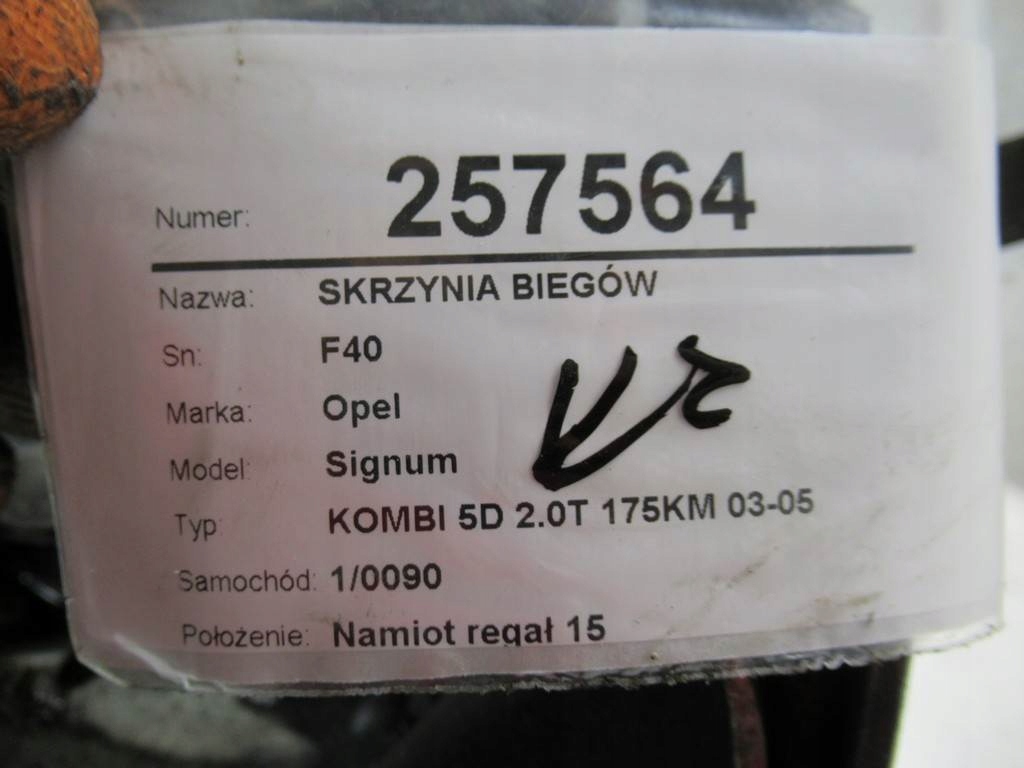 Numer: 257564
Nazwa: SKRZYNIA BIEGÓW
Sn: F40
Marka: Opel
Model: Signum
Typ KOMBI 5D 2.0T 175KM 03-05
Samochód: 1/0090
Położenie: Namiot regał 15